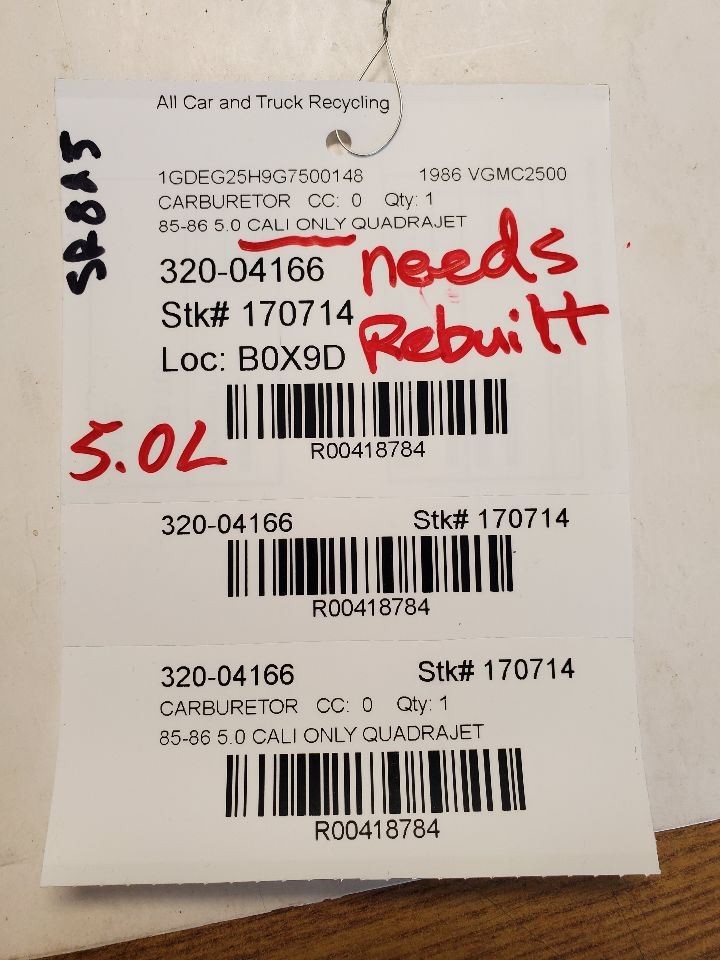 All Car and Truck Recycling
1GDEG25H9G7500148 1986 VGMC2500
CARBURETOR CC: 0 Qty: 1
85-86 5.0 CALI ONLY QUADRAJET
320-04166
needs
Stk# 170714
Rebuilt
Loc: B0X9D
R00418784
5.0L
320-04166 Stk# 170714
R00418784
320-04166 Stk# 170714
CARBURETOR CC: 0 Qty: 1
85-86 5.0 CALI ONLY QUADRAJET
R00418784